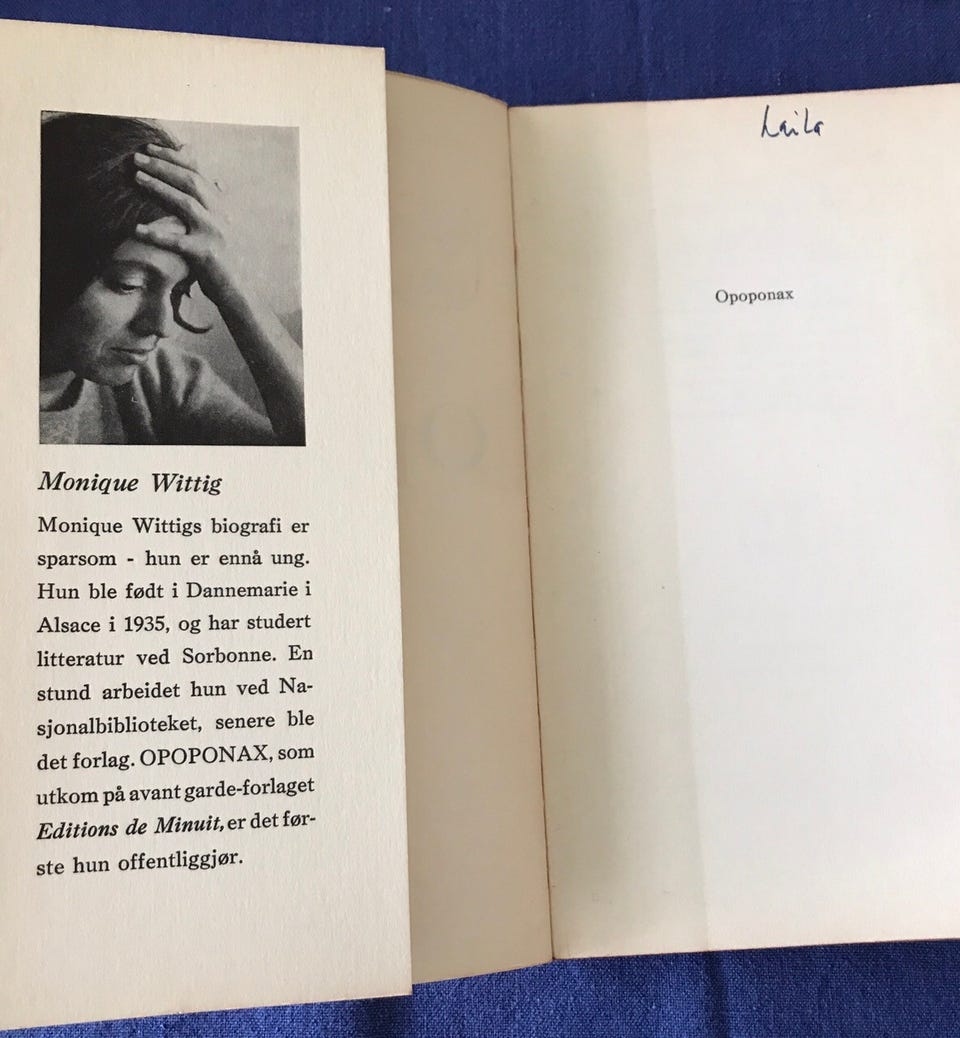 Monique Wittig
Monique Wittigs biografi er
sparsom - hun er ennå ung.
Hun ble født i Dannemarie i
Alsace i 1935, og har studert
litteratur ved Sorbonne. En
stund arbeidet hun ved Na-
sjonalbiblioteket, senere ble
det forlag. OPOPONAX, som
utkom på avant garde-forlaget
Editions de Minuit, er det før-
ste hun offentliggjør.
Laila
Opoponax